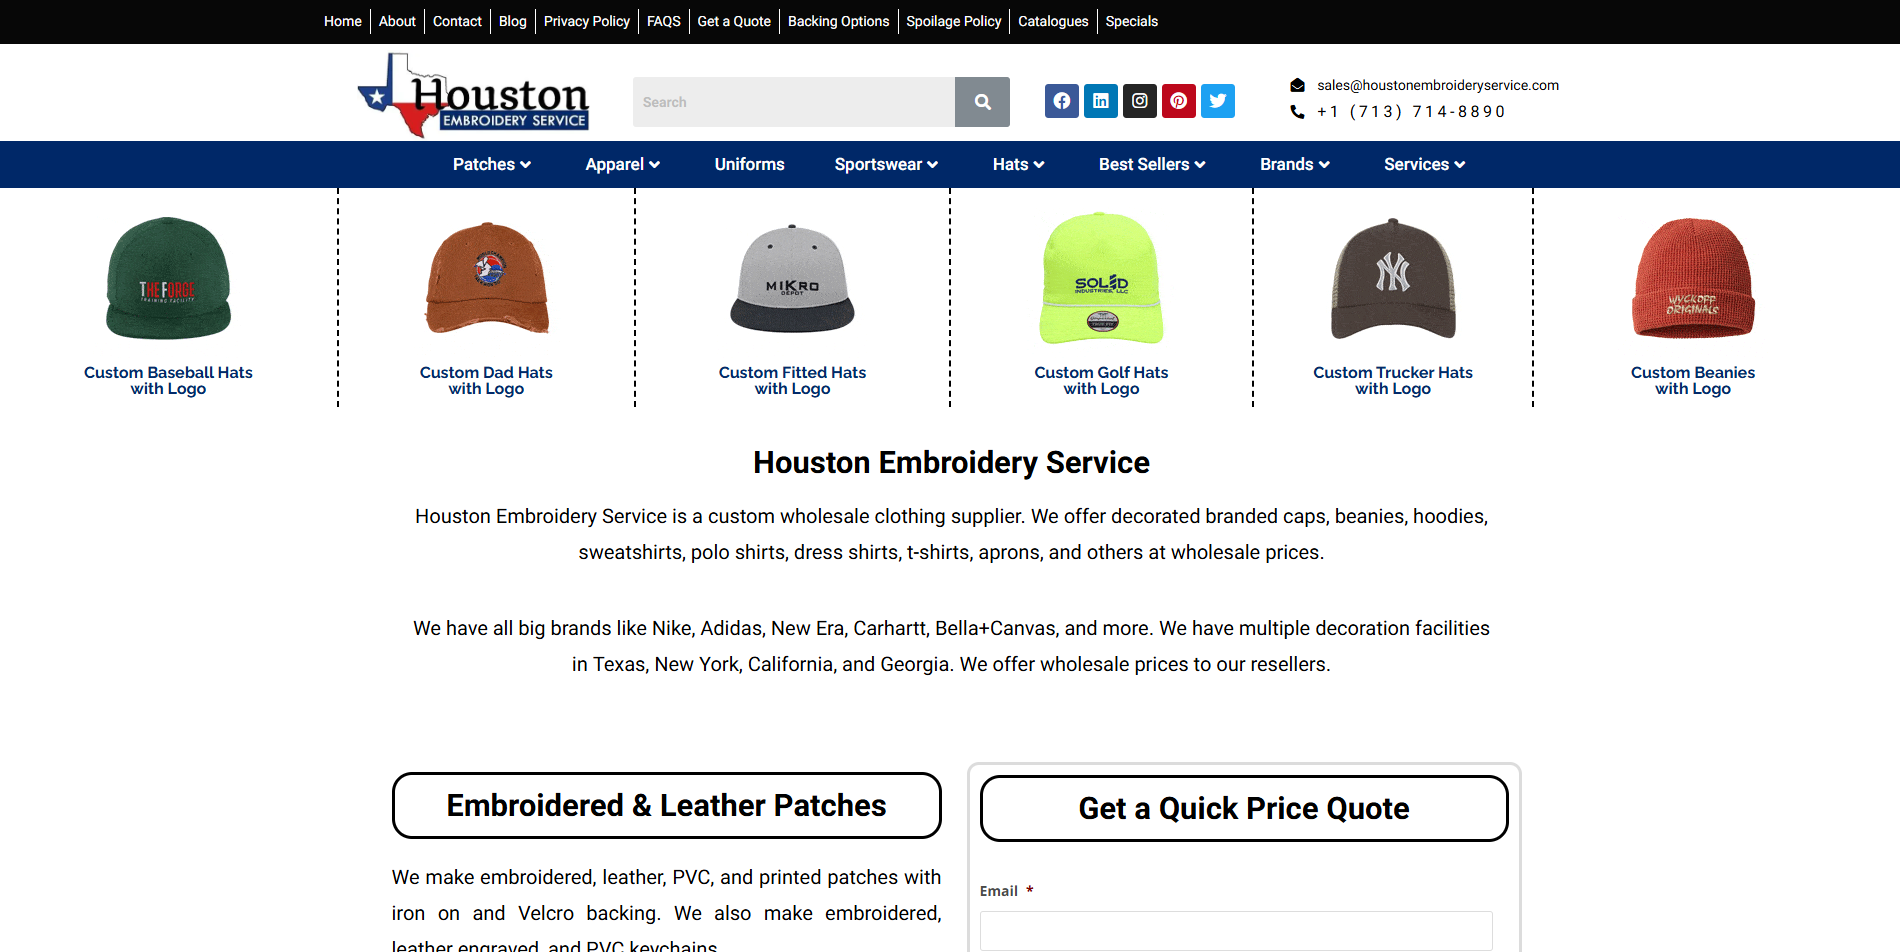 Home About Contact Blog Privacy Policy FAQS Get a Quote Backing Options Spoilage Policy Catalogues Specials
Houston
EMBROIDERY SERVICE
Search
sales@houstonembroideryservice.com
+1 (713) 714-8890
Patches Apparel Uniforms Sportswear Hats Best Sellers Brands Services
THE FORGE
TRAINING FACILITY
MIKRO
DEPOT
SOLID
INDUSTRIES, LLC
NY
WYCKOFF
ORIGINALS
Custom Baseball Hats
with Logo
Custom Dad Hats
with Logo
Custom Fitted Hats
with Logo
Custom Golf Hats
with Logo
Custom Trucker Hats
with Logo
Custom Beanies
with Logo
Houston Embroidery Service
Houston Embroidery Service is a custom wholesale clothing supplier. We offer decorated branded caps, beanies, hoodies,
sweatshirts, polo shirts, dress shirts, t-shirts, aprons, and others at wholesale prices.
We have all big brands like Nike, Adidas, New Era, Carhartt, Bella+Canvas, and more. We have multiple decoration facilities
in Texas, New York, California, and Georgia. We offer wholesale prices to our resellers.
Embroidered & Leather Patches
We make embroidered, leather, PVC, and printed patches with
iron on and Velcro backing. We also make embroidered,
leather engraved, and PVC keychains.
Get a Quick Price Quote
Email *